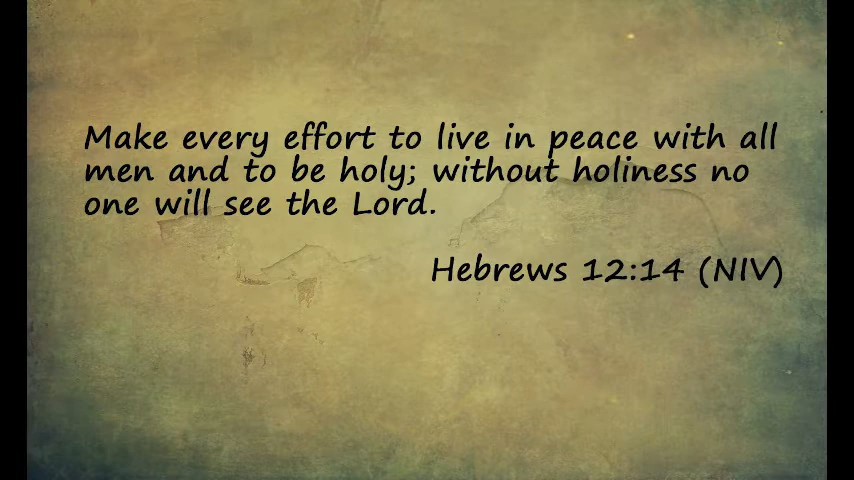 Make every effort to live in peace with all
men and to be holy; without holiness no
one will see the Lord.
Hebrews 12:14 (NIV)